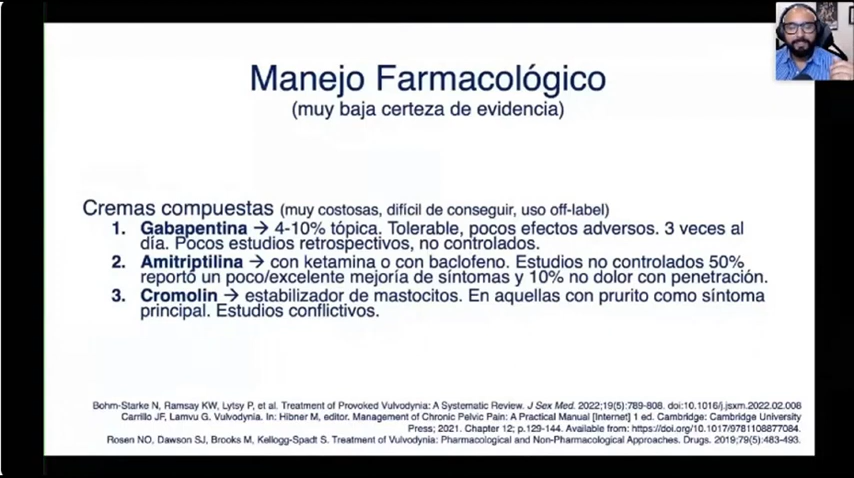 Manejo Farmacológico
(muy baja certeza de evidencia)
Cremas compuestas (muy costosas, difícil de conseguir, uso off-label)
1. Gabapentina → 4-10% tópica. Tolerable, pocos efectos adversos. 3 veces al
día. Pocos estudios retrospectivos, no controlados.
2. Amitriptilina → con ketamina o con baclofeno. Estudios no controlados 50%
reportó un poco/excelente mejoría de síntomas y 10% no dolor con penetración.
3. Cromolin → estabilizador de mastocitos. En aquellas con prurito como síntoma
principal. Estudios conflictivos.
Bohm-Starke N, Ramsay KW, Lytsy P, et al. Treatment of Provoked Vulvodynia: A Systematic Review. J Sex Med. 2022;19(5):789-808. doi:10.1016/j.jsxm.2022.02.008
Carrillo JF, Lamvu G. Vulvodynia. In: Hibner M, editor. Management of Chronic Pelvic Pain: A Practical Manual [Internet] 1 ed. Cambridge: Cambridge University
Press; 2021. Chapter 12; p.129-144. Available from: https://doi.org/10.1017/9781108877084.
Rosen NO, Dawson SJ, Brooks M, Kellogg-Spadt S. Treatment of Vulvodynia: Pharmacological and Non-Pharmacological Approaches. Drugs. 2019;79(5):483-493.